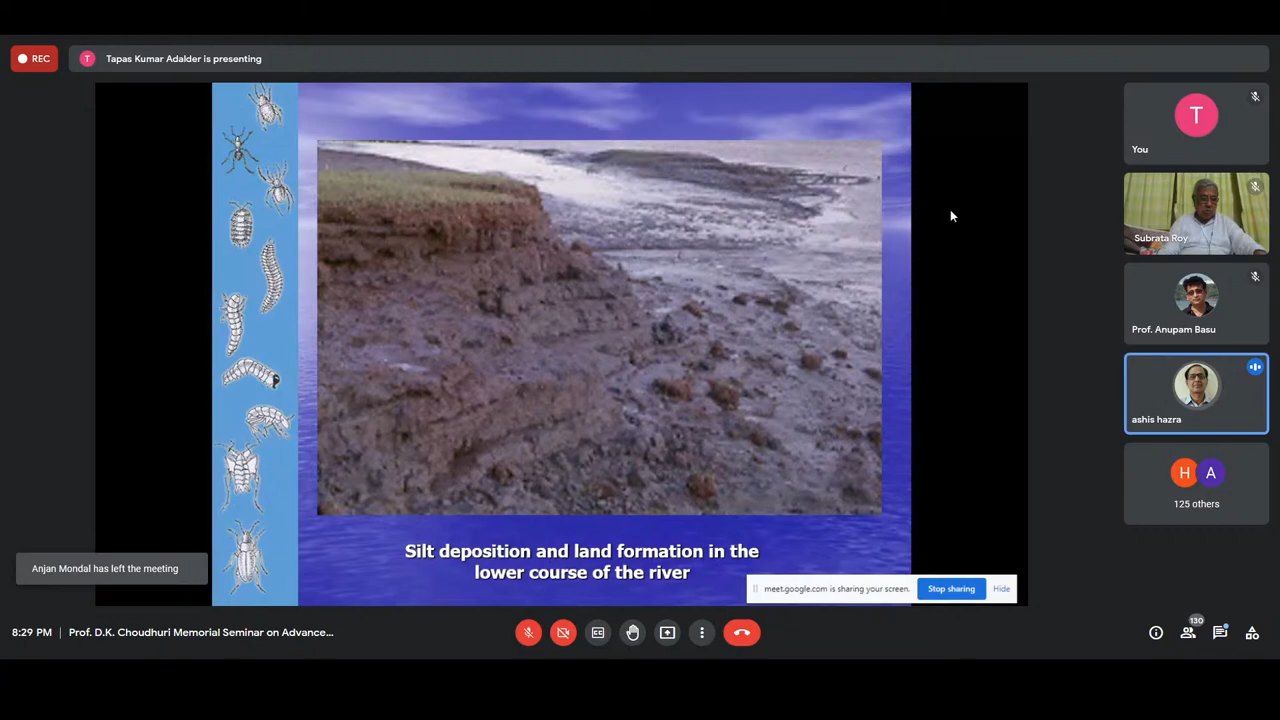 REC
T
Tapas Kumar Adalder is presenting
T
You
Subrata Roy
Prof. Anupam Basu
ashis hazra
H
A
125 others
Silt deposition and land formation in the
lower course of the river
Anjan Mondal has left the meeting
meet.google.com is sharing your screen.
Stop sharing
Hide
8:29 PM
Prof. D.K. Choudhuri Memorial Seminar on Advance...
CC
130